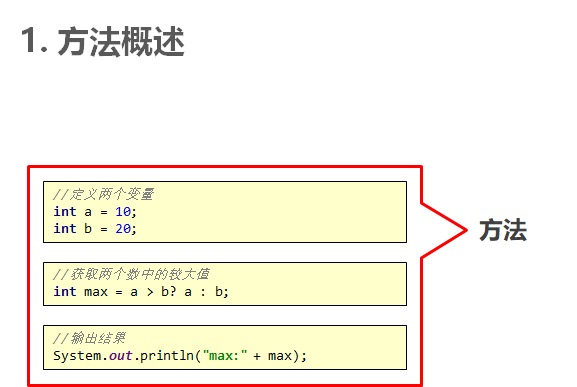 1. 方法概述
//定义两个变量
int a = 10;
int b = 20;
//获取两个数中的较大值
int max = a > b? a : b;
//输出结果
System.out.println("max:" + max);
方法